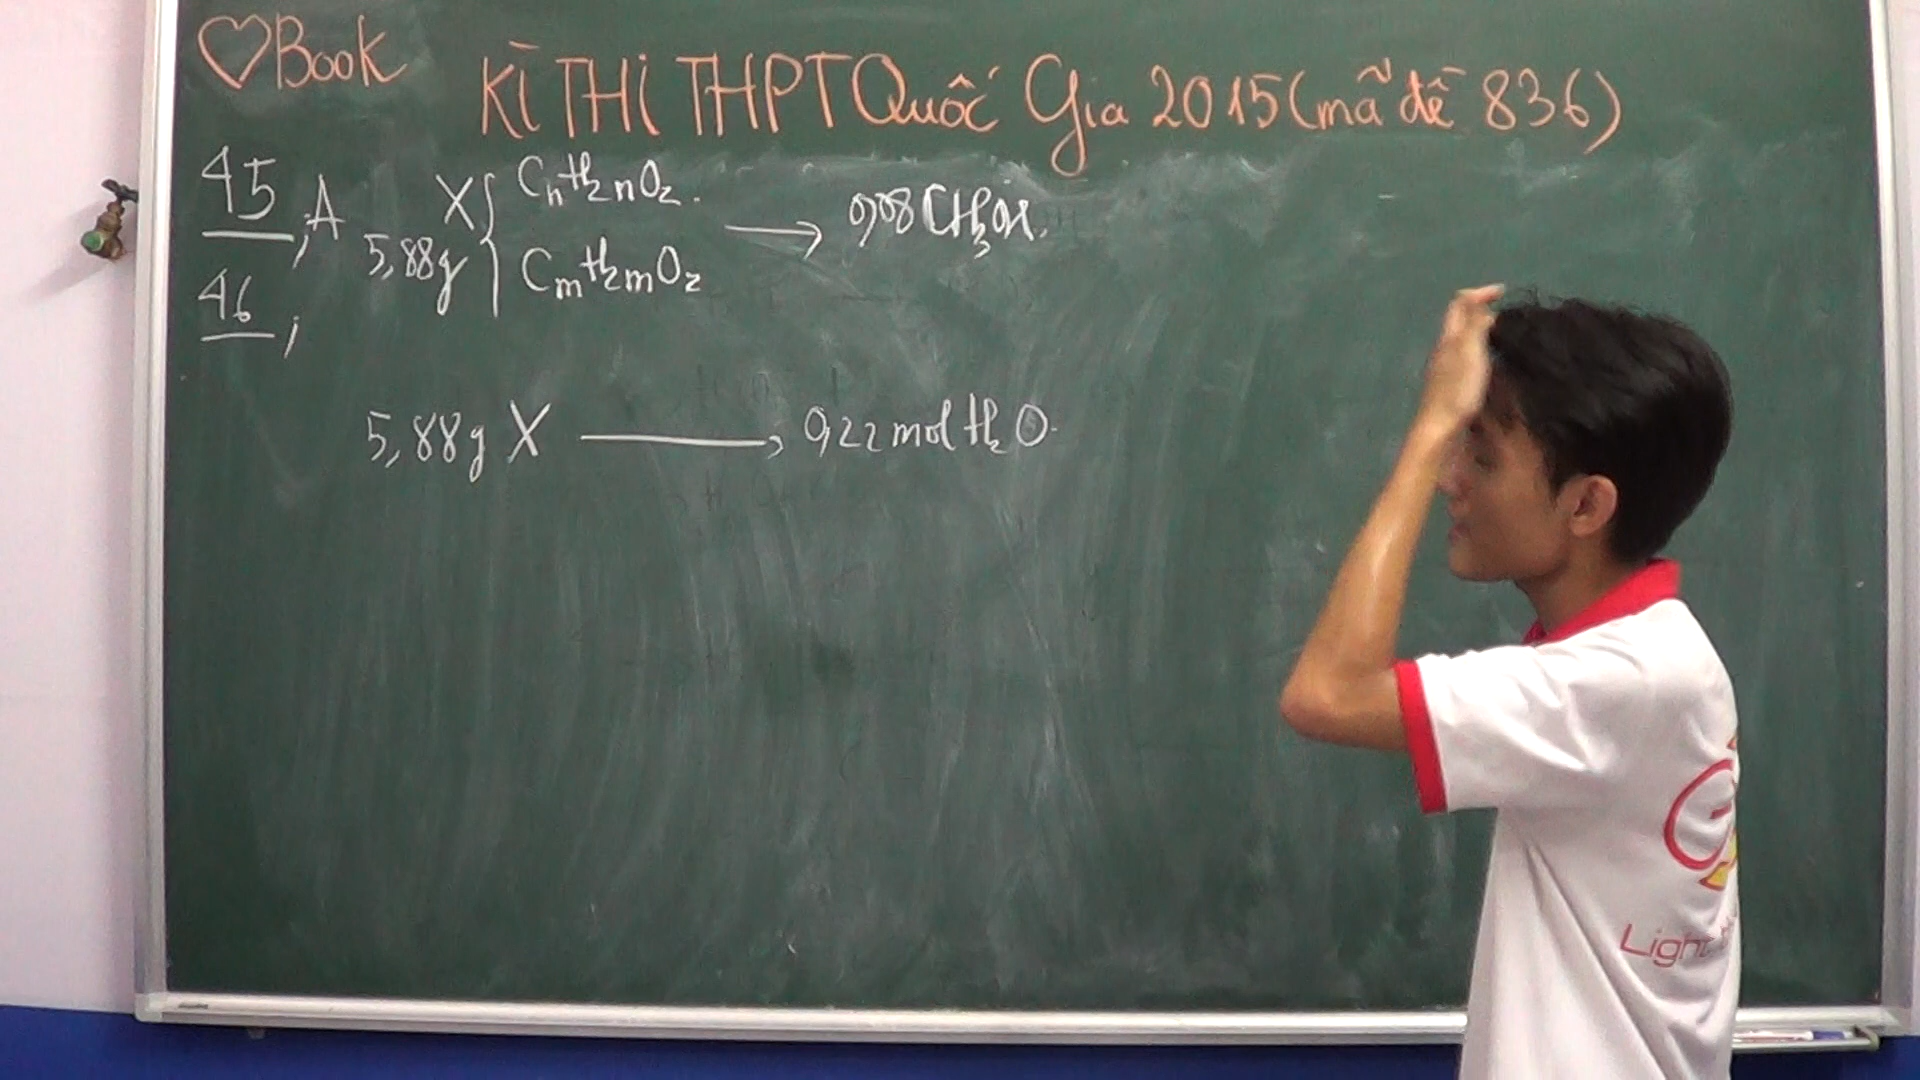 ♡Book
KÌ THI THPT Quốc Gia 2015 (mã đề 836)
45, A
X { CnH2nO2. → 0,08 CH3OH.
5,88g
CmH2mO2
46,
5,88g X → 0,22 mol H2O.
Light